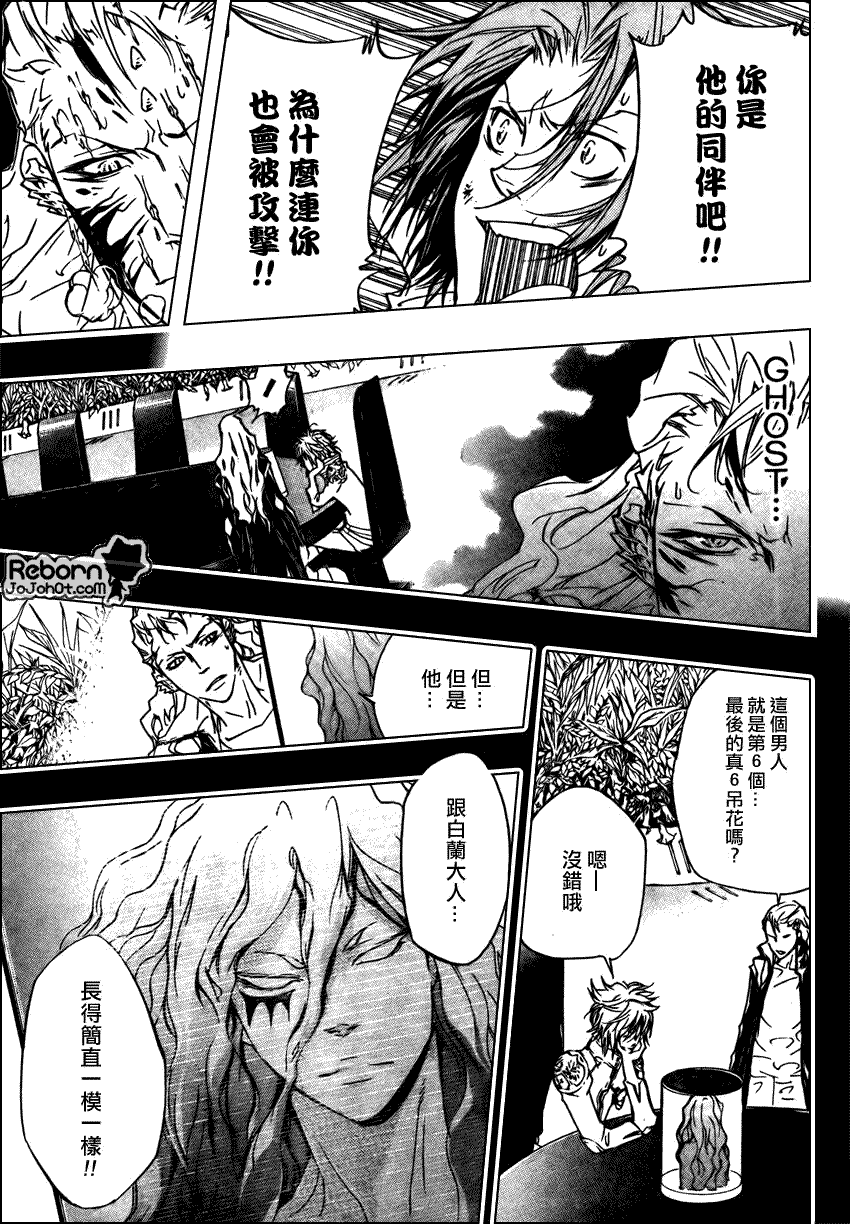 你是
他的同伴吧!!
為什麼連你
也會被攻擊!!
GHOST…
Reborn
JoJoHOt.com
這個男人
就是第6個…
最後的真6吊花嗎?
嗯—
沒錯哦
但…
但是
他…
跟白蘭大人…
長得簡直一模一樣!!